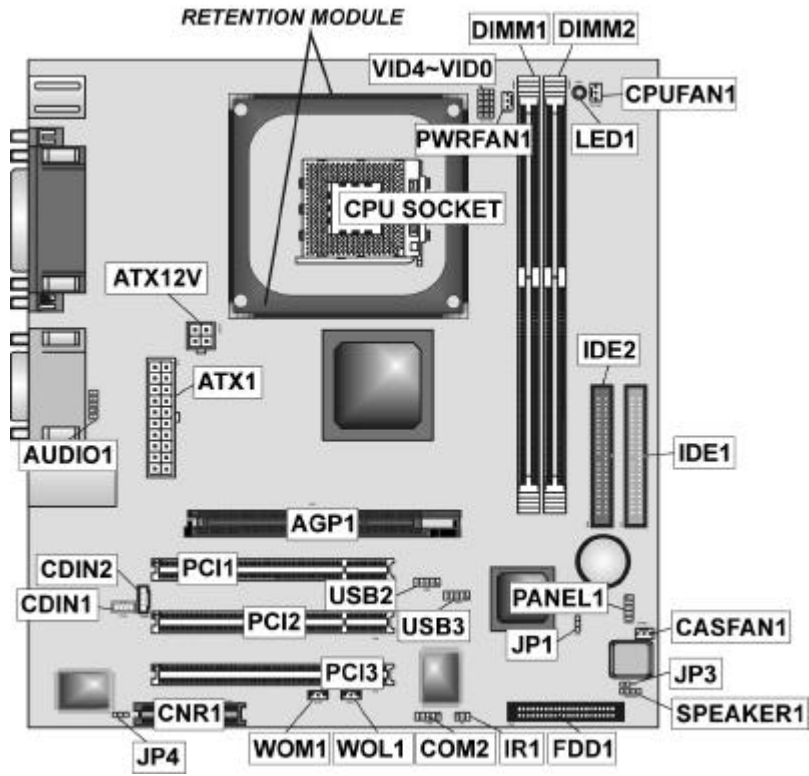 RETENTION MODULE
DIMM1
DIMM2
VID4~VID0
CPUFAN1
PWRFAN1
LED1
CPU SOCKET
ATX12V
IDE2
ATX1
AUDIO1
IDE1
AGP1
CDIN2
PCI1
USB2
PANEL1
CDIN1
PCI2
USB3
JP1
CASFAN1
PCI3
JP3
CNR1
SPEAKER1
JP4
WOM1
WOL1
COM2
IR1
FDD1